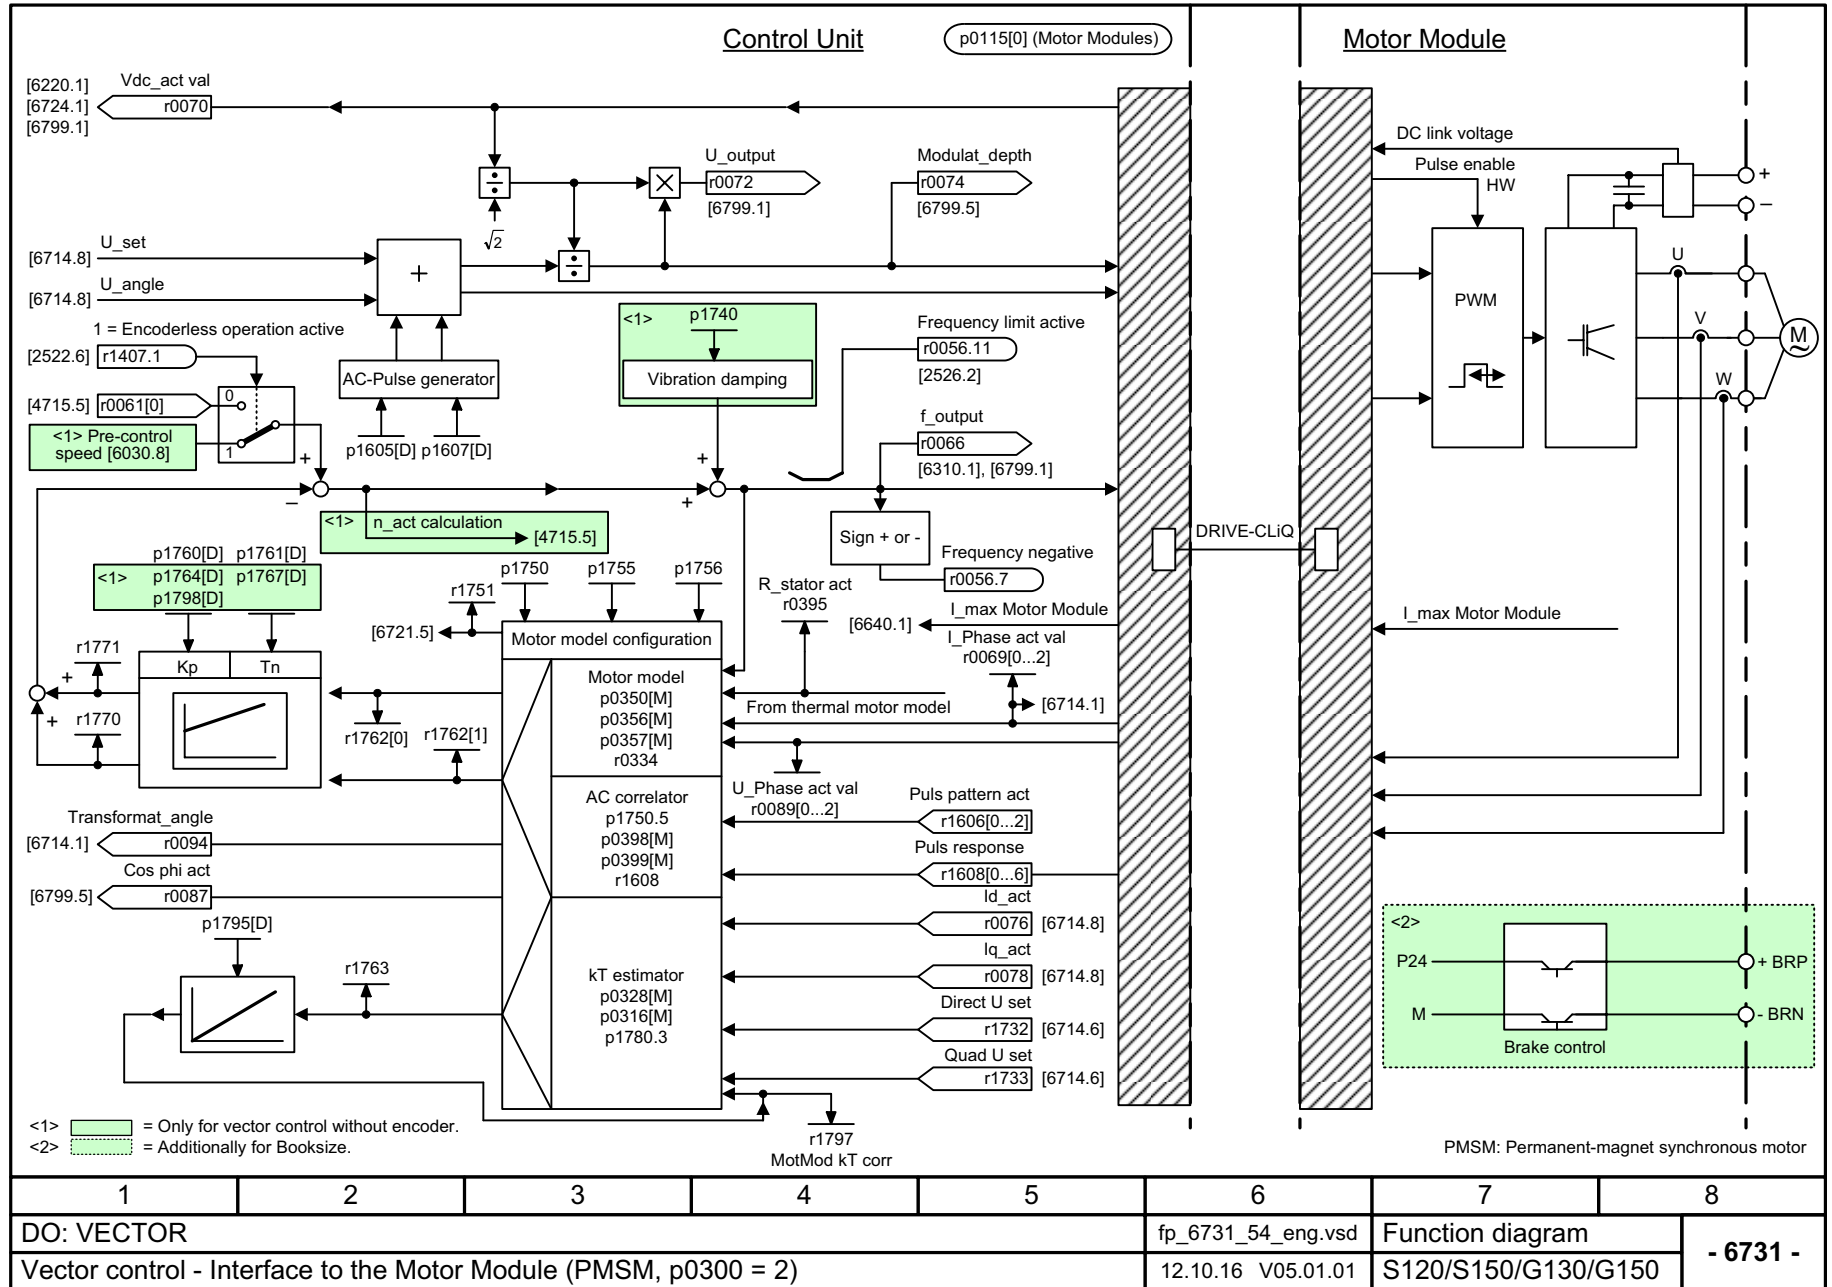 Control Unit
p0115[0] (Motor Modules)
Motor Module
[6220.1]
[6724.1]
[6799.1]
Vdc_act val
r0070
U_output
r0072
[6799.1]
Modulat_depth
r0074
[6799.5]
÷
√2
×
÷
DC link voltage
Pulse enable
HW
+
–
[6714.8]
U_set
[6714.8]
U_angle
+
1 = Encoderless operation active
[2522.6]
r1407.1
[4715.5]
r0061[0]
0
1
<1> Pre-control
speed [6030.8]
AC-Pulse generator
p1605[D]
p1607[D]
<1>
p1740
Vibration damping
Frequency limit active
r0056.11
[2526.2]
f_output
r0066
[6310.1], [6799.1]
PWM
U
V
W
M
~
+
–
+
+
<1>
n_act calculation
[4715.5]
Sign + or -
Frequency negative
r0056.7
DRIVE-CLiQ
p1760[D]
p1761[D]
<1>
p1764[D]
p1767[D]
p1798[D]
r1751
[6721.5]
p1750
p1755
p1756
R_stator act
r0395
I_max Motor Module
[6640.1]
I_Phase act val
r0069[0...2]
I_max Motor Module
r1771
+
+
r1770
Kp
Tn
r1762[0]
r1762[1]
Motor model configuration
Motor model
p0350[M]
p0356[M]
p0357[M]
r0334
From thermal motor model
[6714.1]
U_Phase act val
r0089[0...2]
AC correlator
p1750.5
p0398[M]
p0399[M]
r1608
Puls pattern act
r1606[0...2]
Puls response
r1608[0...6]
Transformat_angle
[6714.1]
r0094
Cos phi act
[6799.5]
r0087
Id_act
r0076
[6714.8]
Iq_act
r0078
[6714.8]
Direct U set
r1732
[6714.6]
Quad U set
r1733
[6714.6]
p1795[D]
r1763
kT estimator
p0328[M]
p0316[M]
p1780.3
r1797
MotMod kT corr
<2>
P24
M
+ BRP
- BRN
Brake control
<1>
= Only for vector control without encoder.
<2>
= Additionally for Booksize.
PMSM: Permanent-magnet synchronous motor
1
2
3
4
5
6
7
8
DO: VECTOR
fp_6731_54_eng.vsd
Function diagram
- 6731 -
Vector control - Interface to the Motor Module (PMSM, p0300 = 2)
12.10.16 V05.01.01
S120/S150/G130/G150